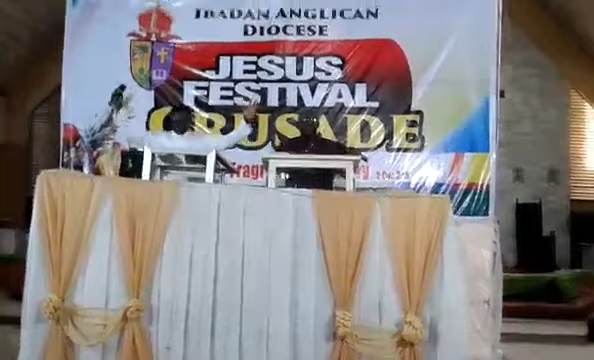 IBADAN ANGLICAN
DIOCESE
JESUS
FESTIVAL
CRUSADE